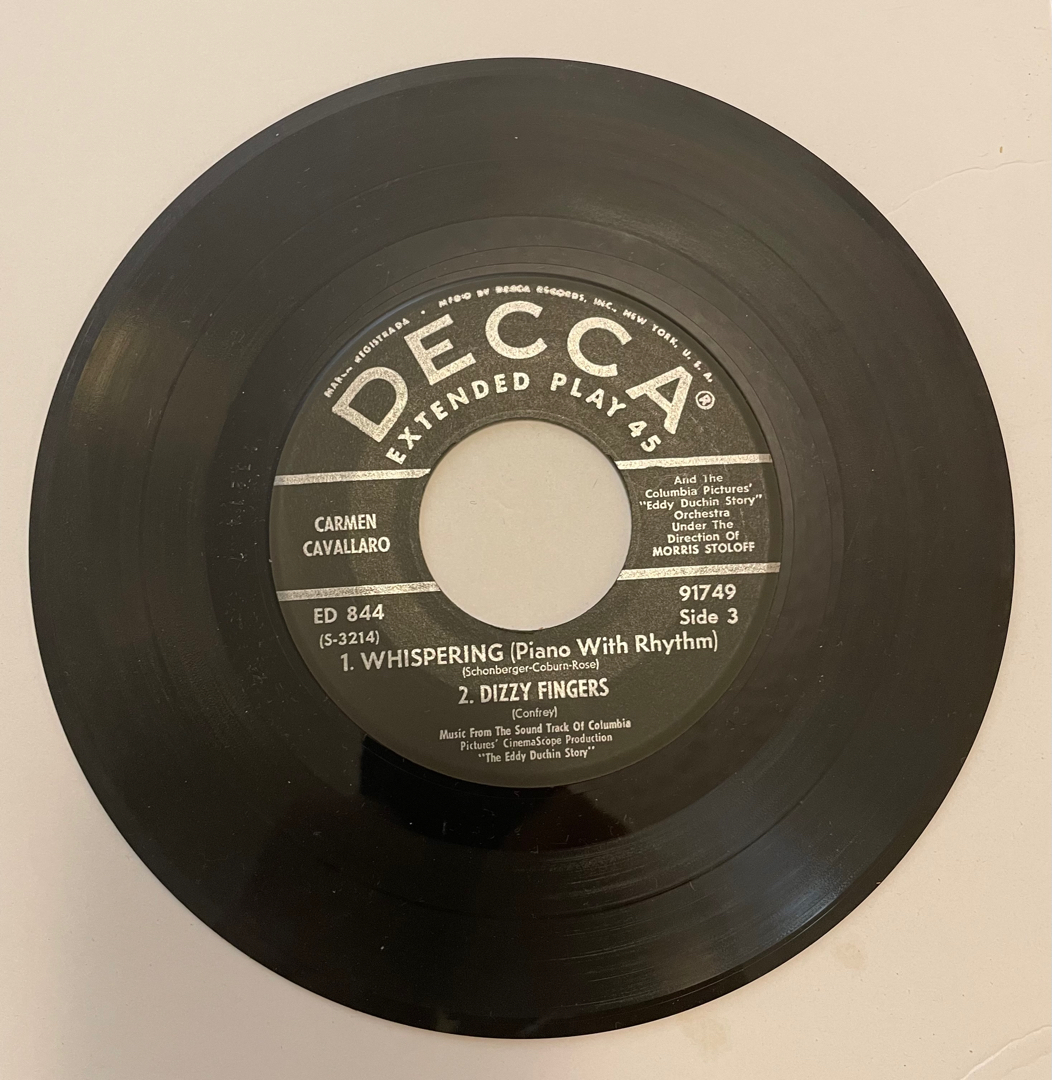 MARCA REGISTRADA • MFG'D BY DECCA RECORDS, INC., NEW YORK, U. S. A.
DECCA®
EXTENDED PLAY 45
CARMEN
CAVALLARO
And The
Columbia Pictures'
"Eddy Duchin Story"
Orchestra
Under The
Direction Of
MORRIS STOLOFF
ED 844
(S-3214)
91749
Side 3
1. WHISPERING (Piano With Rhythm)
(Schonberger-Coburn-Rose)
2. DIZZY FINGERS
(Confrey)
Music From The Sound Track Of Columbia
Pictures' CinemaScope Production
"The Eddy Duchin Story"